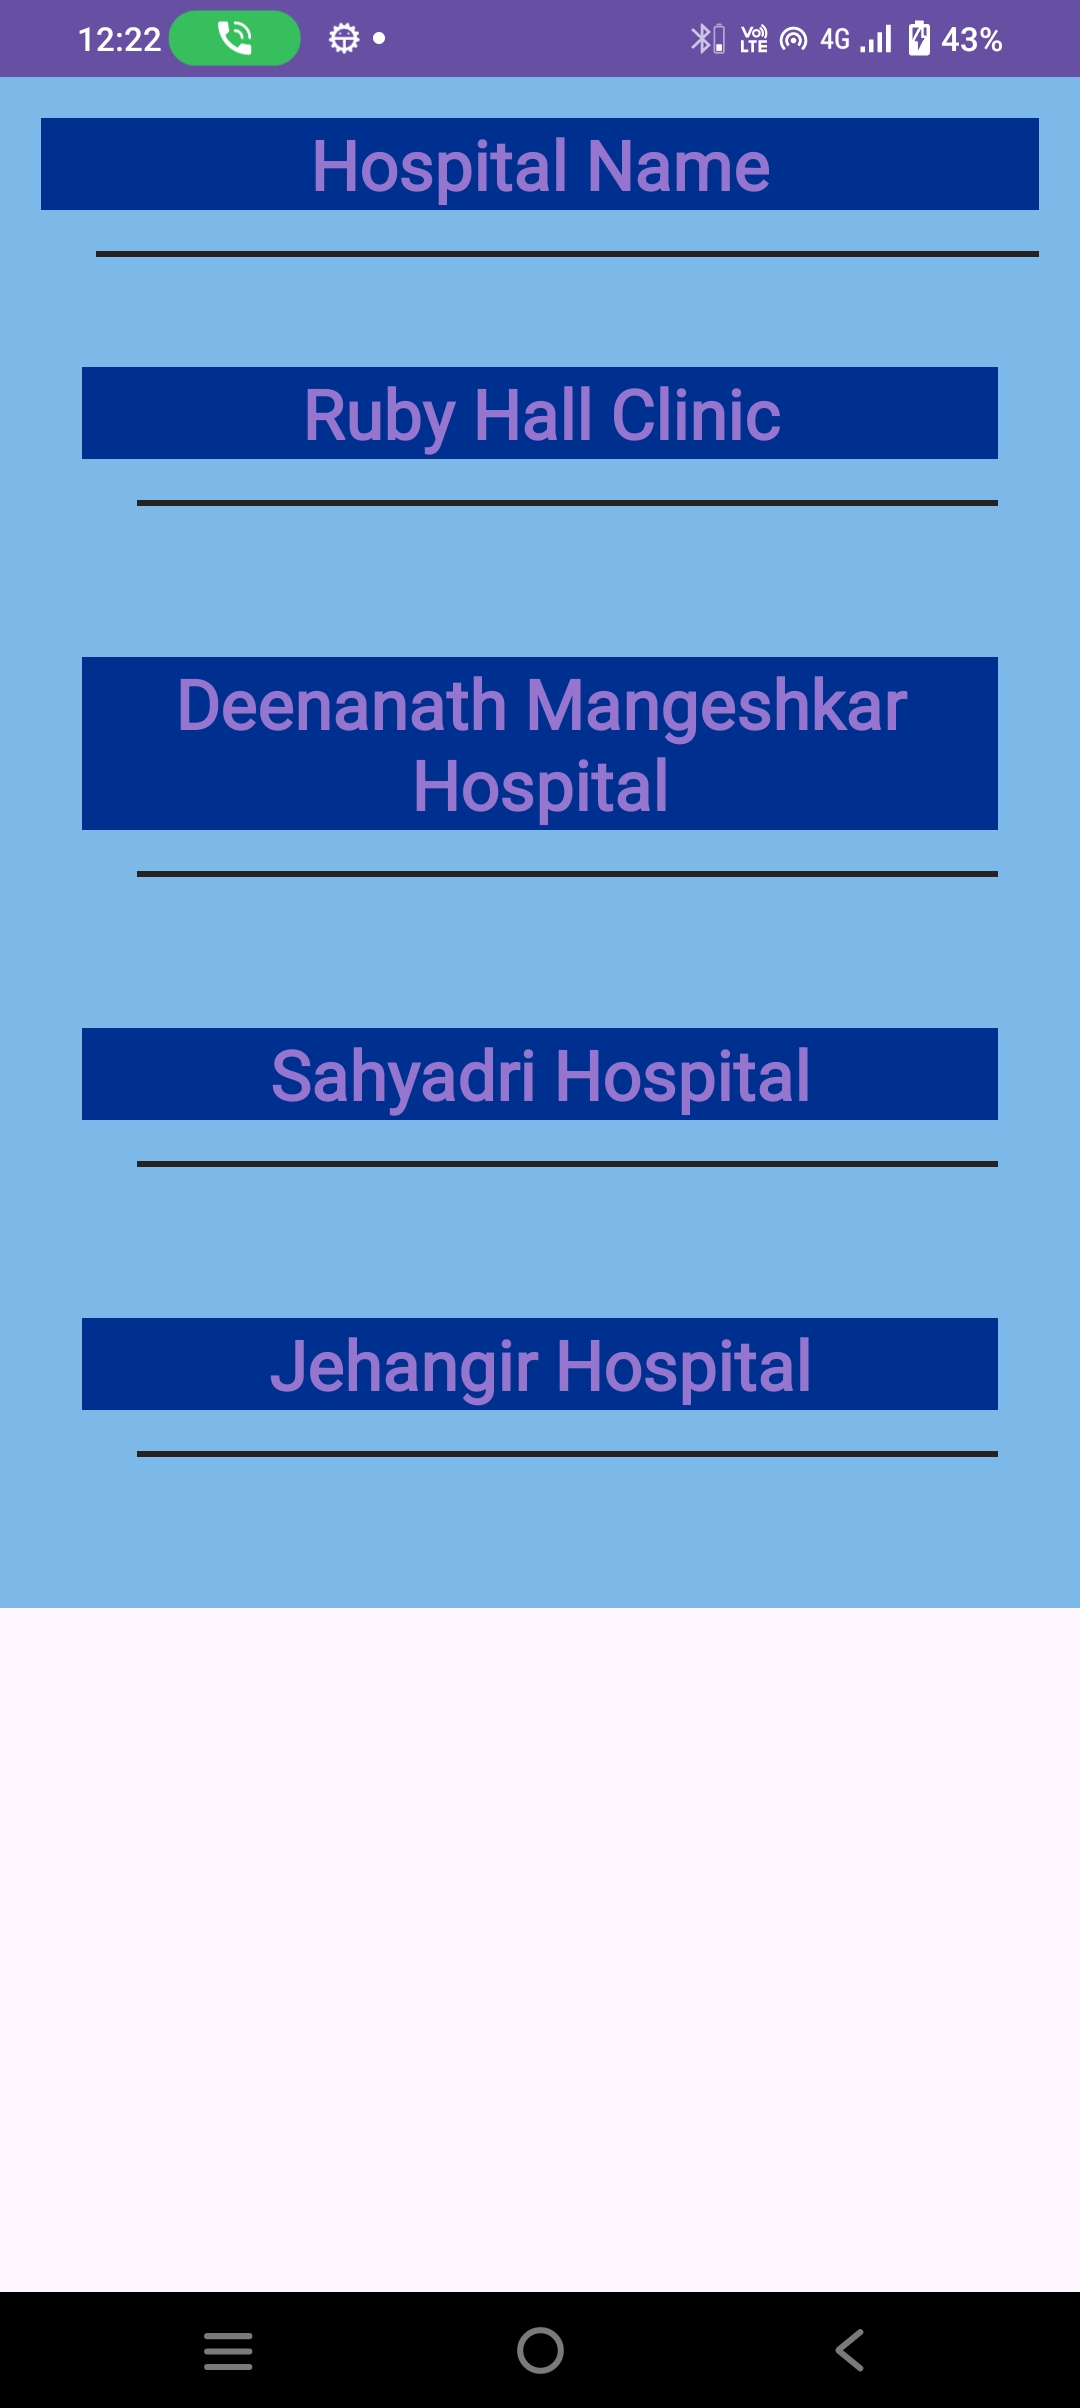 12:22 Vo) LTE 4G 43%
Hospital Name
Ruby Hall Clinic
Deenanath Mangeshkar
Hospital
Sahyadri Hospital
Jehangir Hospital